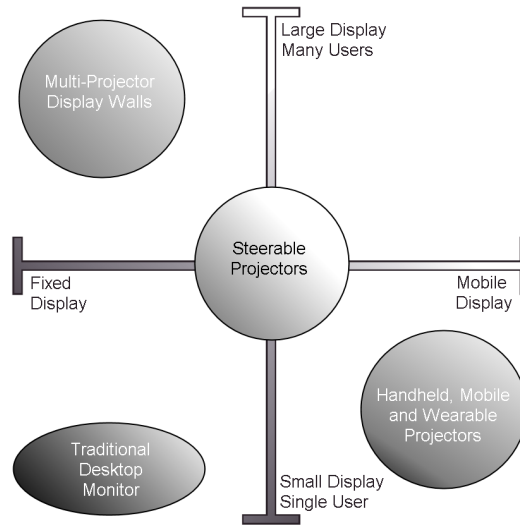 Large Display
Many Users
Multi-Projector
Display Walls
Steerable
Projectors
Fixed
Display
Mobile
Display
Handheld, Mobile
and Wearable
Projectors
Traditional
Desktop
Monitor
Small Display
Single User